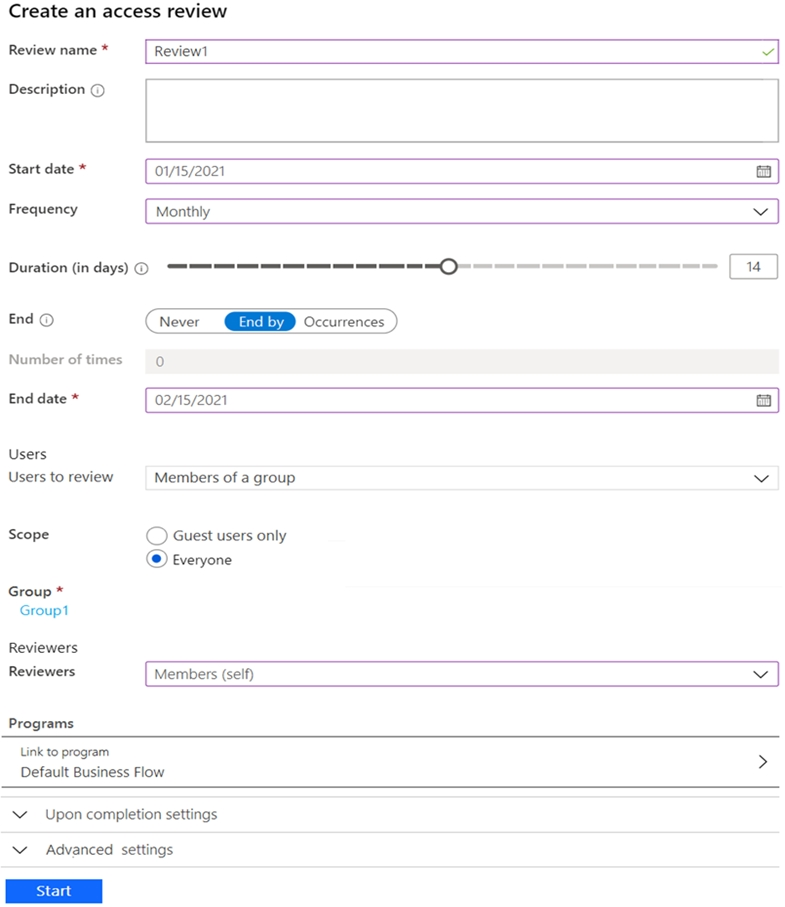 Create an access review
Review name * Review1
Description
Start date * 01/15/2021
Frequency Monthly
Duration (in days) 14
End Never End by Occurrences
Number of times 0
End date * 02/15/2021
Users
Users to review Members of a group
Scope Guest users only
Everyone
Group *
Group1
Reviewers
Reviewers Members (self)
Programs
Link to program
Default Business Flow
Upon completion settings
Advanced settings
Start